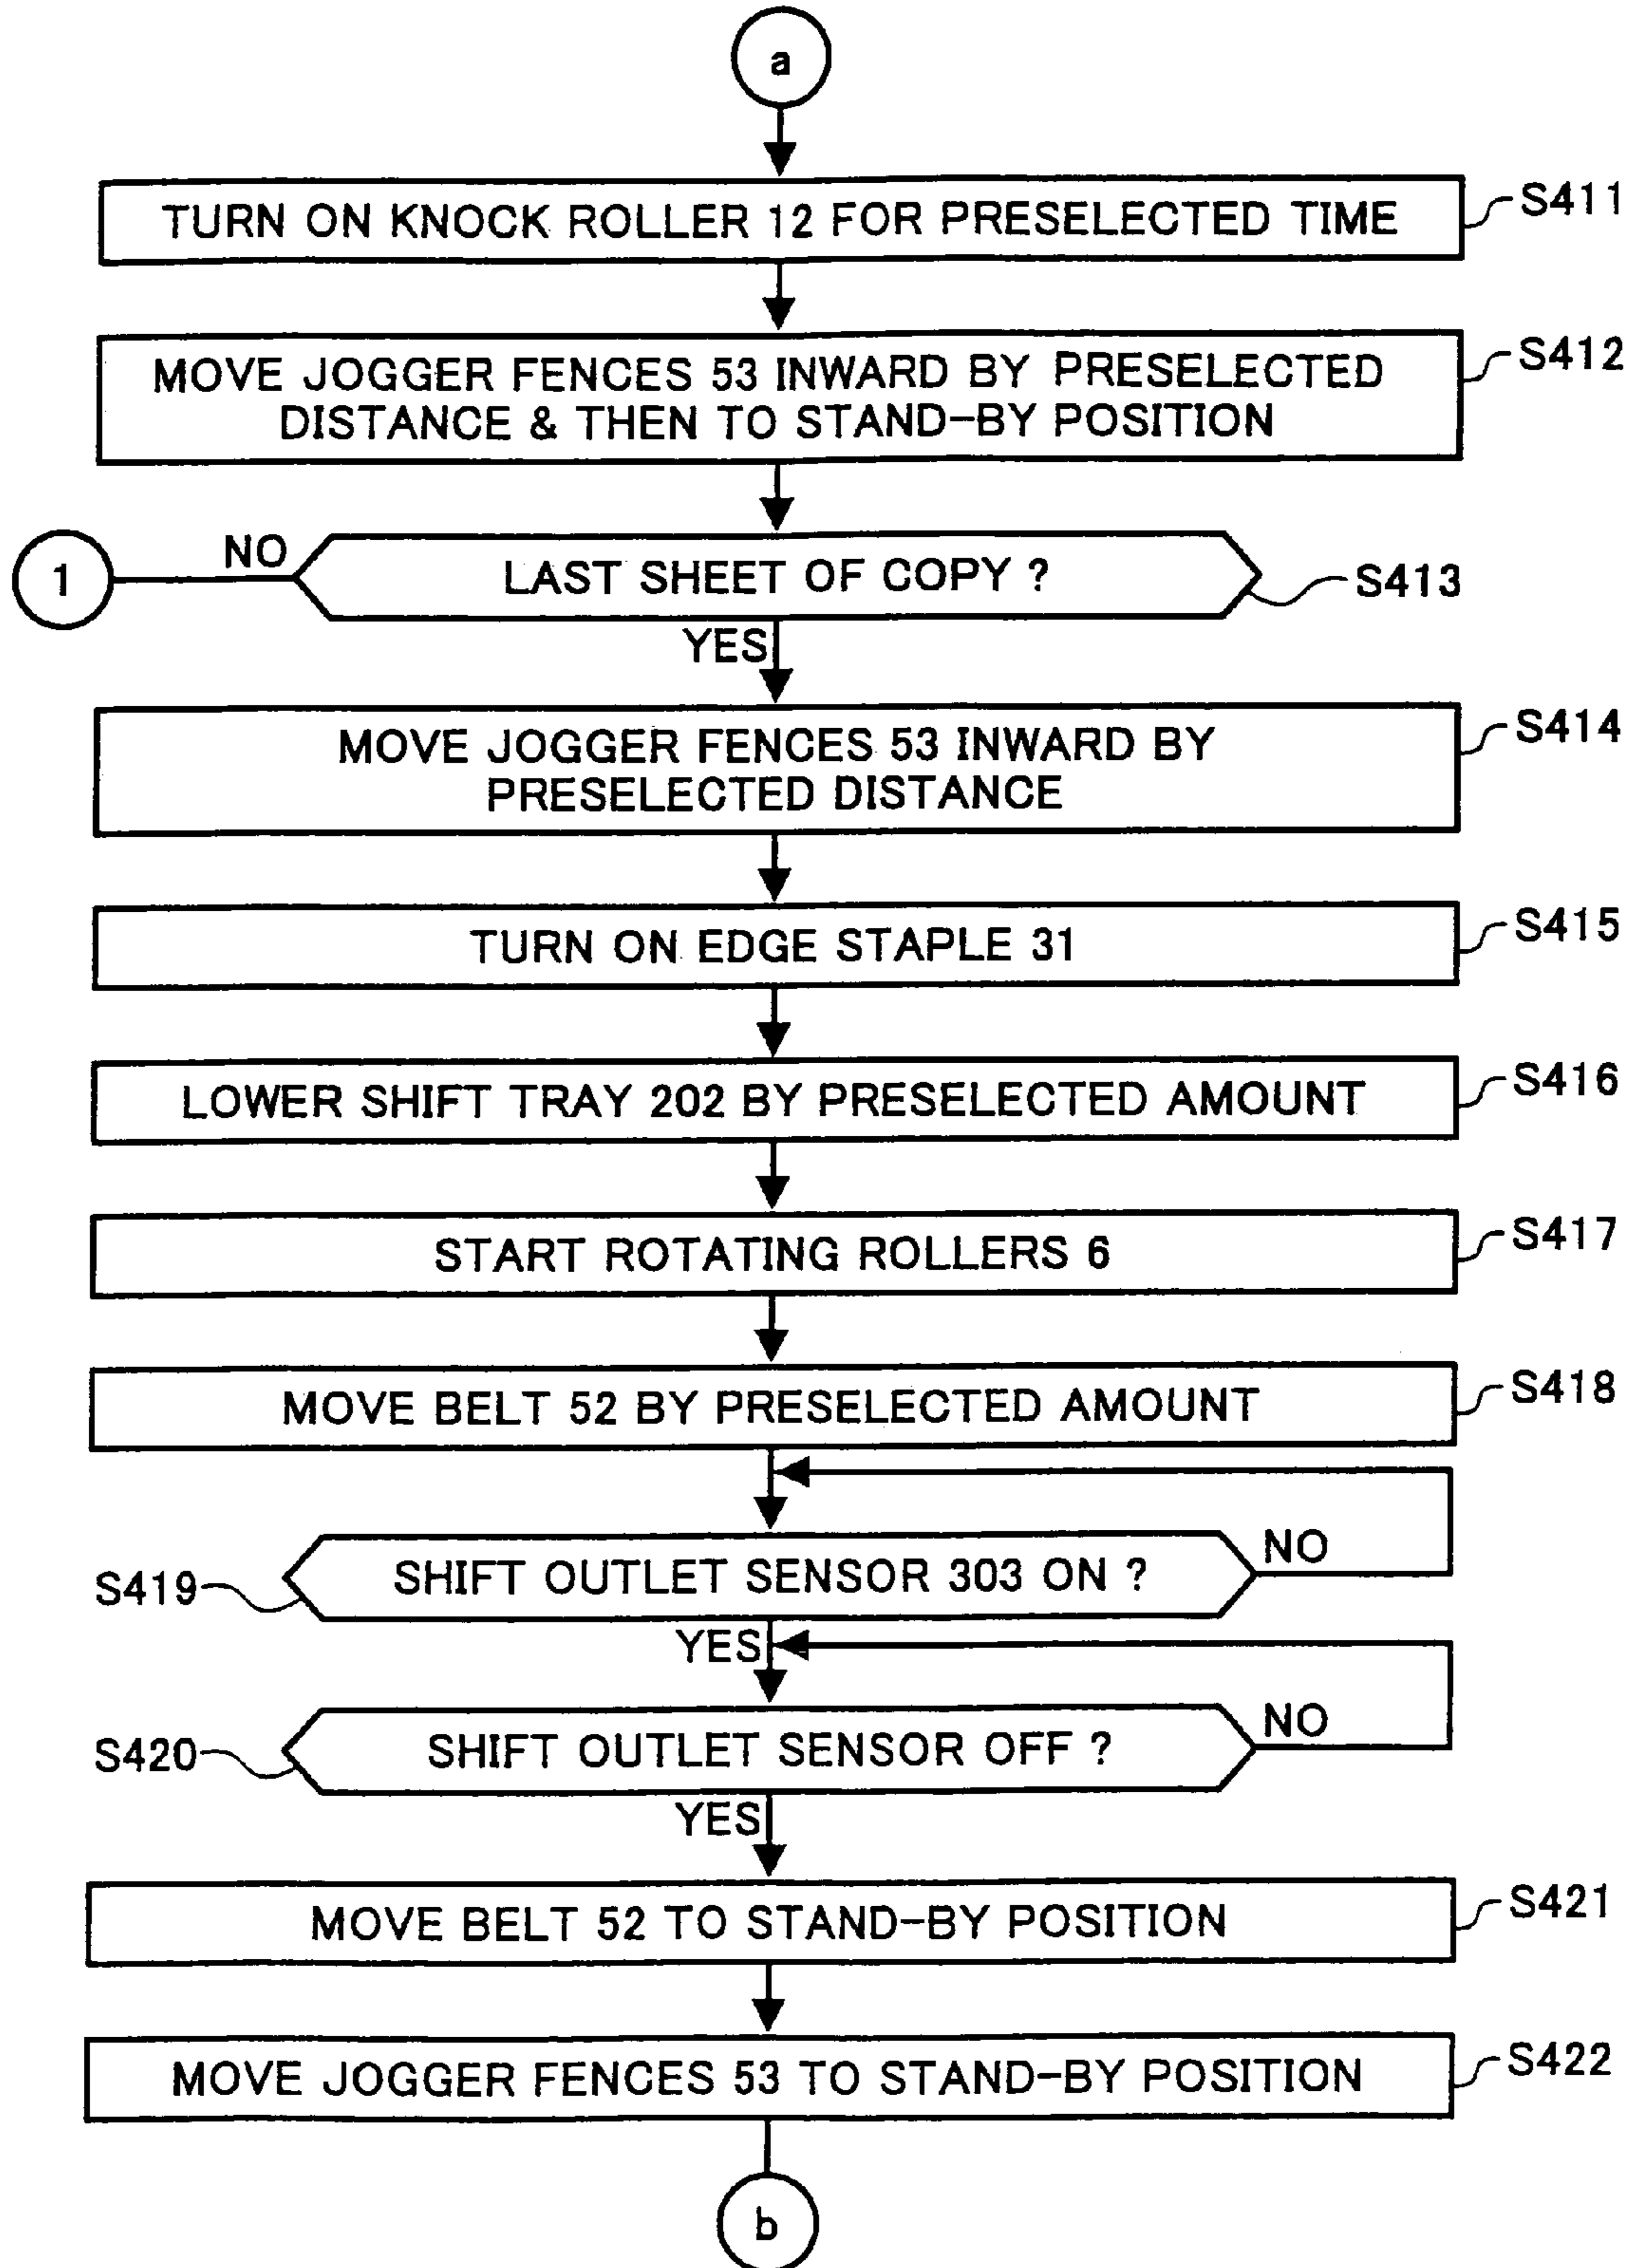 a
TURN ON KNOCK ROLLER 12 FOR PRESELECTED TIME
S411
MOVE JOGGER FENCES 53 INWARD BY PRESELECTED
DISTANCE & THEN TO STAND-BY POSITION
S412
1
NO
LAST SHEET OF COPY ?
S413
YES
MOVE JOGGER FENCES 53 INWARD BY
PRESELECTED DISTANCE
S414
TURN ON EDGE STAPLE 31
S415
LOWER SHIFT TRAY 202 BY PRESELECTED AMOUNT
S416
START ROTATING ROLLERS 6
S417
MOVE BELT 52 BY PRESELECTED AMOUNT
S418
S419
SHIFT OUTLET SENSOR 303 ON ?
NO
YES
S420
SHIFT OUTLET SENSOR OFF ?
NO
YES
MOVE BELT 52 TO STAND-BY POSITION
S421
MOVE JOGGER FENCES 53 TO STAND-BY POSITION
S422
b